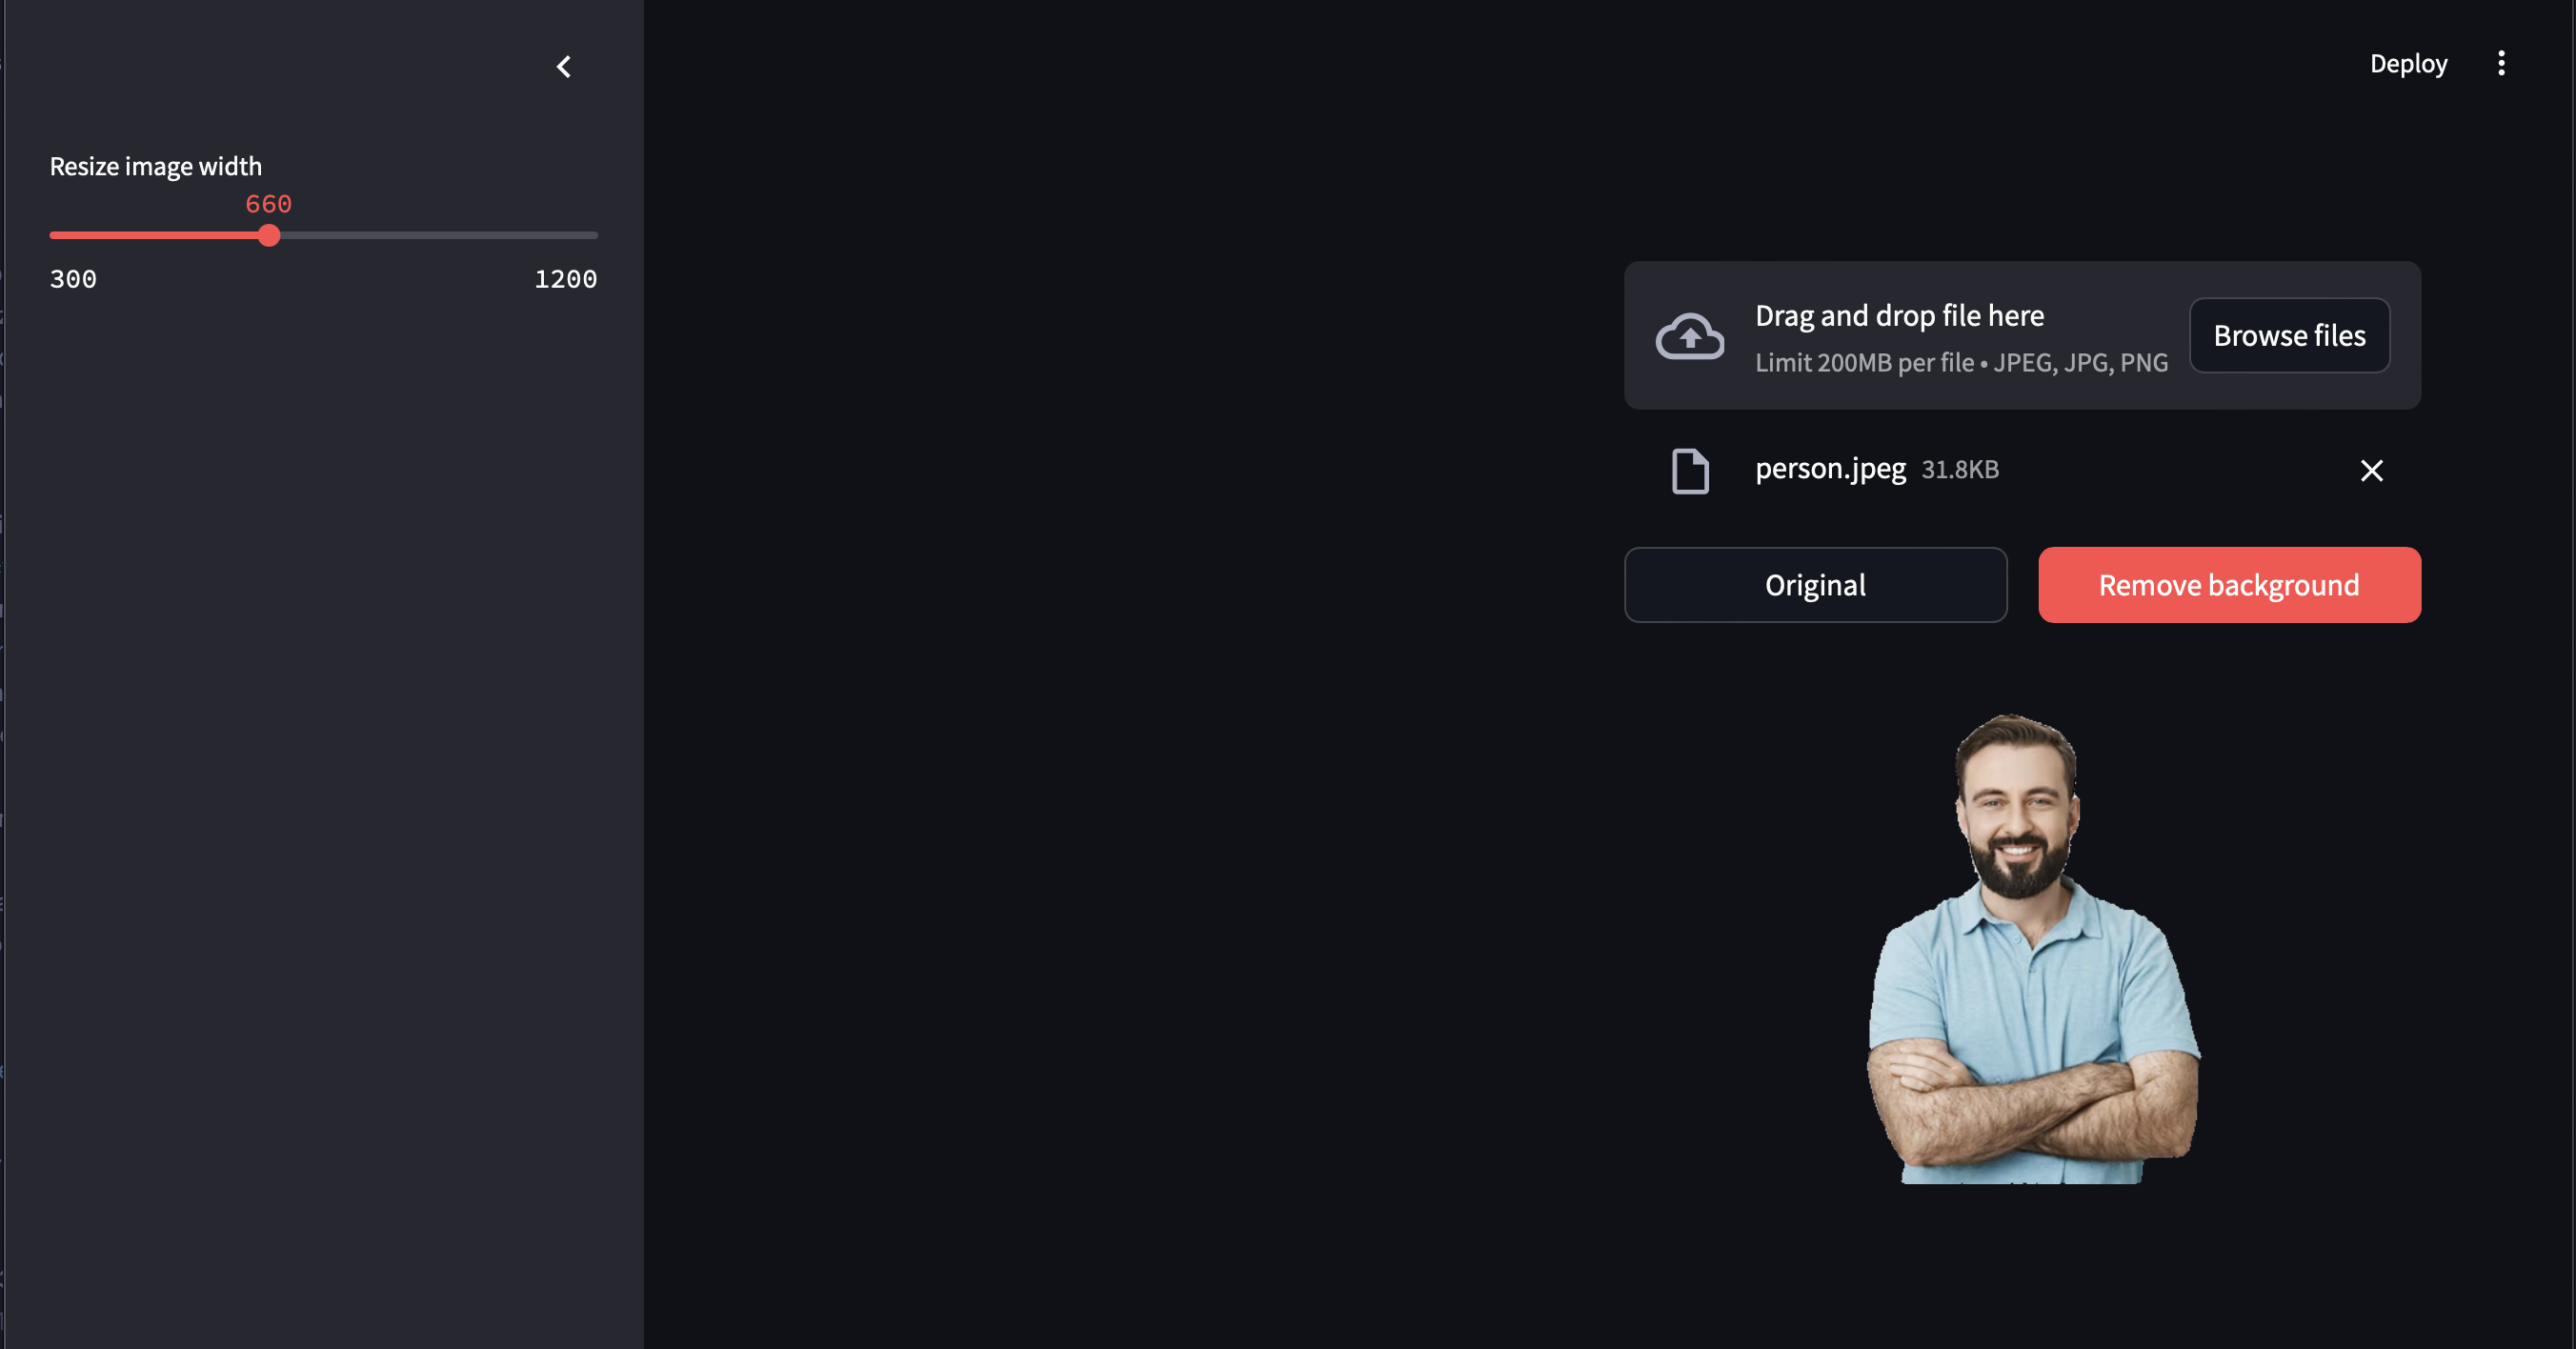 Deploy
Resize image width
660
300
1200
Drag and drop file here
Limit 200MB per file • JPEG, JPG, PNG
Browse files
person.jpeg 31.8KB
Original
Remove background